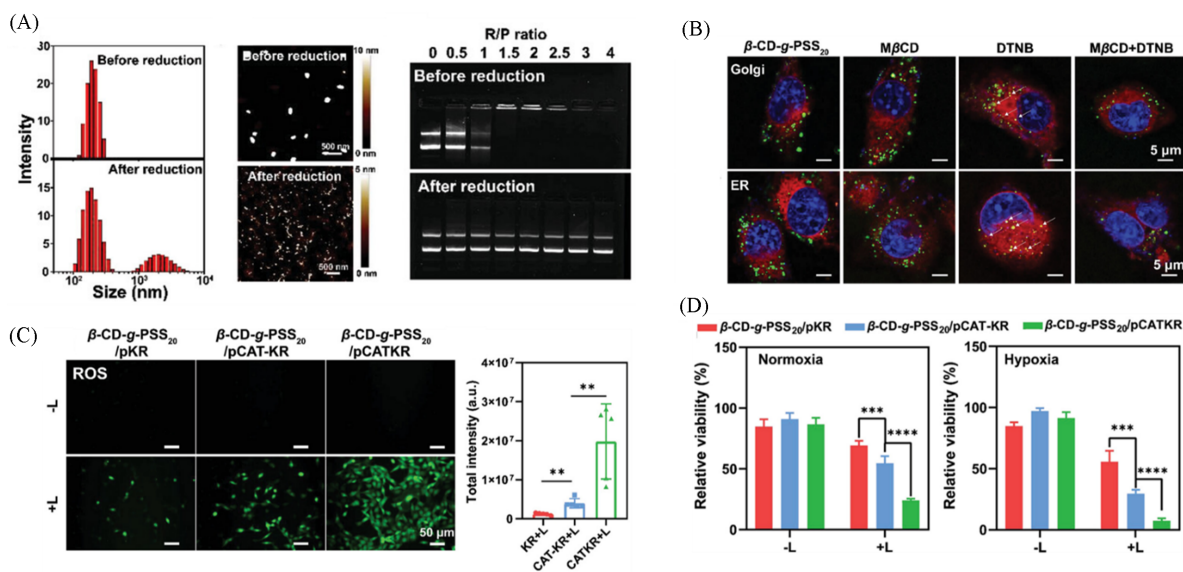 (A)
30
25
20
15
10
5
0
15
10
5
0
Intensity
Before reduction
After reduction
10²
10³
10⁴
Size (nm)
Before reduction
500 nm
10 nm
0 nm
After reduction
500 nm
5 nm
0 nm
R/P ratio
0 0.5 1 1.5 2 2.5 3 4
Before reduction
After reduction
(B)
β-CD-g-PSS₂₀ MβCD DTNB MβCD+DTNB
Golgi
5 μm
ER
5 μm
(C)
β-CD-g-PSS₂₀ β-CD-g-PSS₂₀ β-CD-g-PSS₂₀
/pKR /pCAT-KR /pCATKR
ROS
-L
+L
50 μm
Total intensity (a.u.)
4×10⁷
3×10⁷
2×10⁷
1×10⁷
0
**
**
KR+L
CAT-KR+L
CATKR+L
(D)
β-CD-g-PSS₂₀/pKR β-CD-g-PSS₂₀/pCAT-KR β-CD-g-PSS₂₀/pCATKR
Relative viability (%)
150
100
50
0
Normoxia
***
****
-L +L
Relative viability (%)
150
100
50
0
Hypoxia
***
****
-L +L